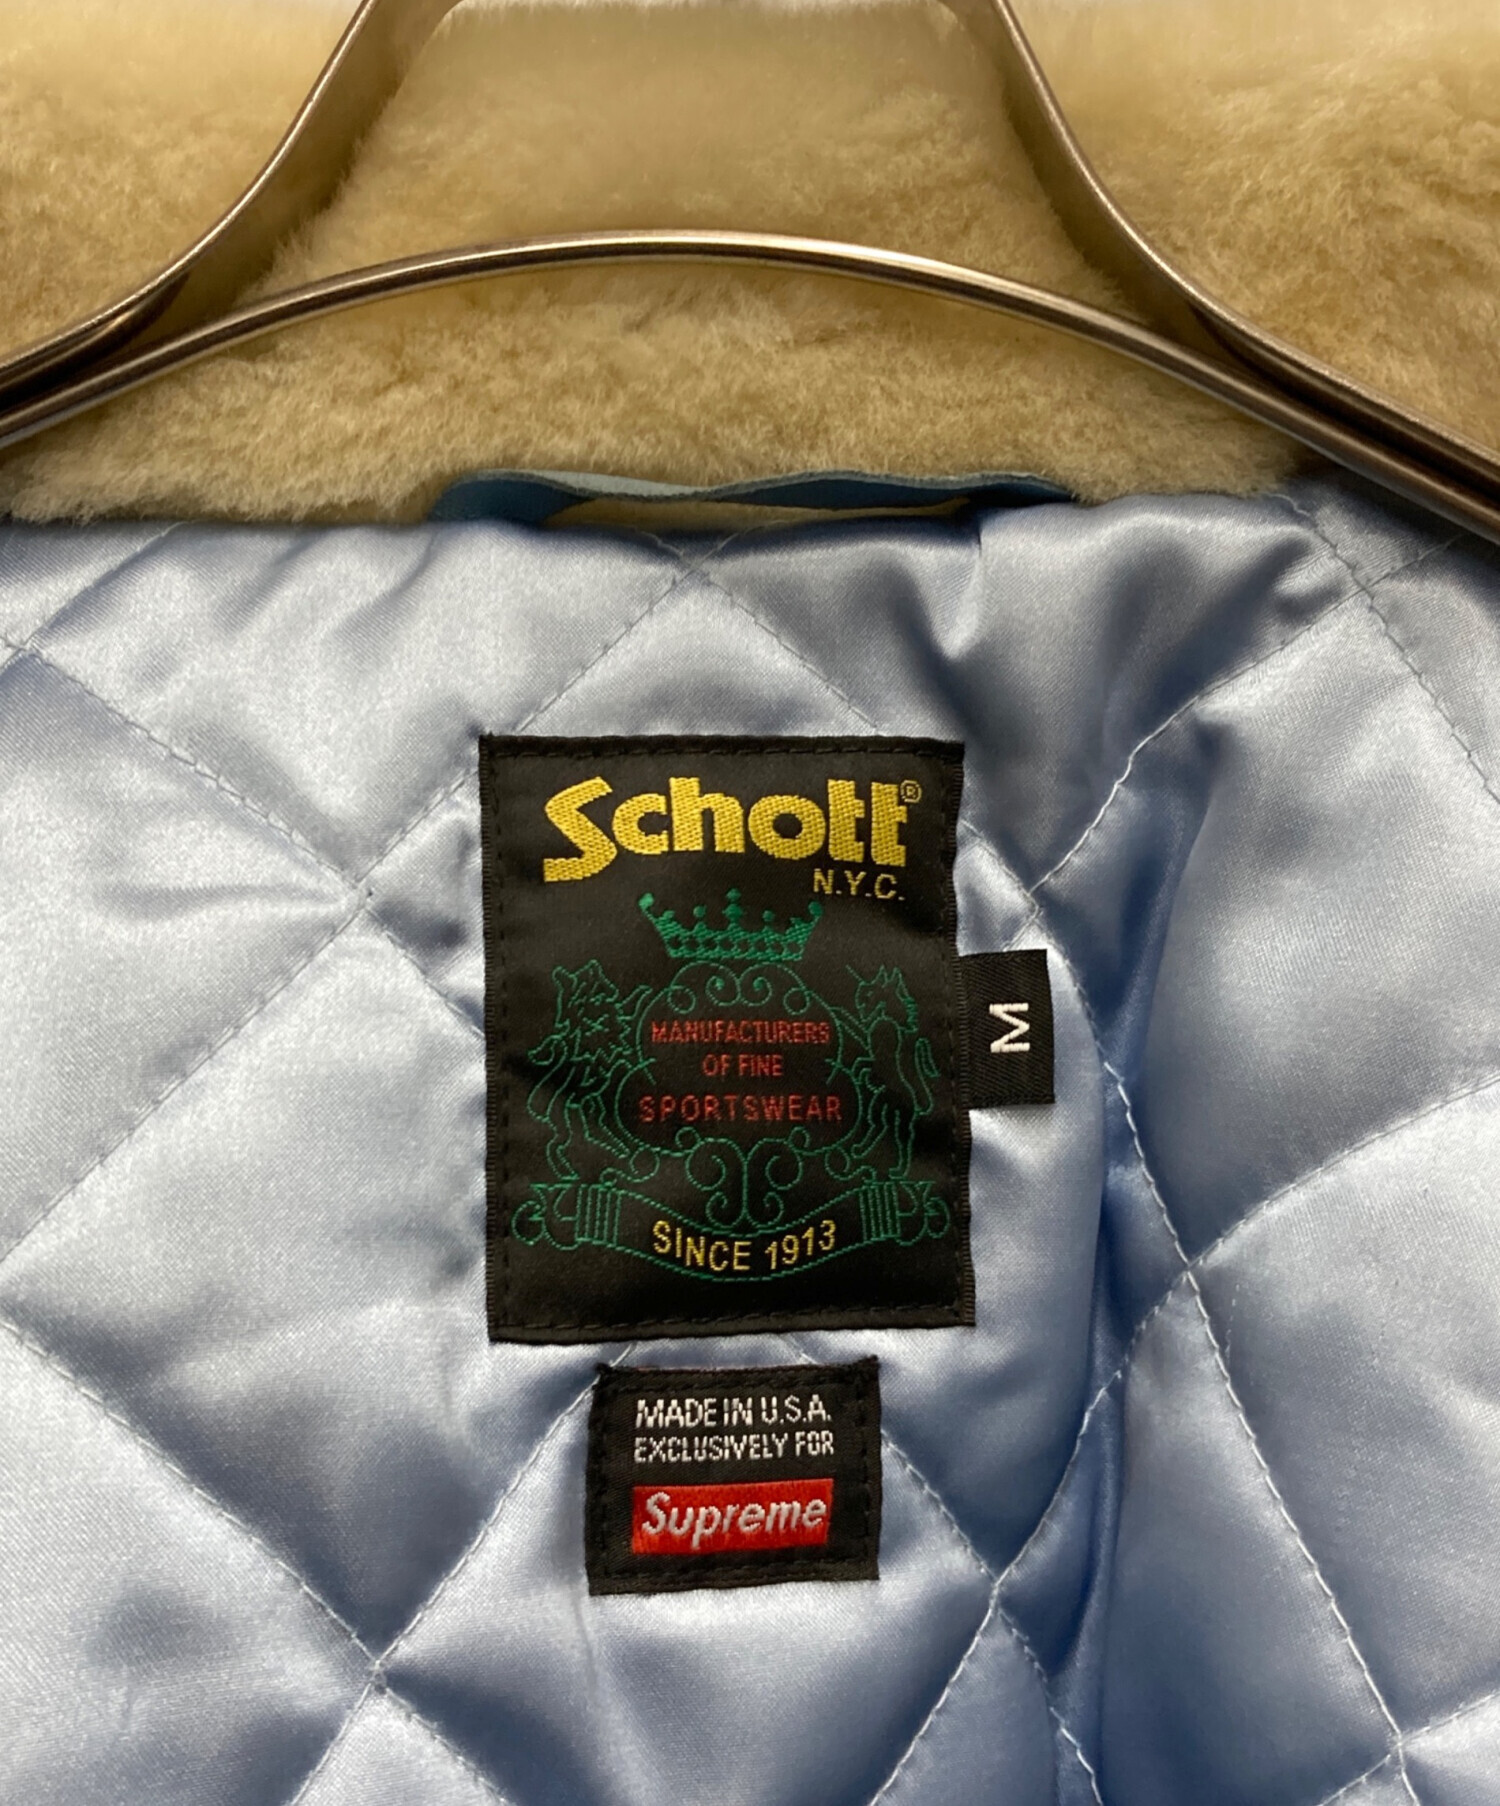 Schott®
N.Y.C.
MANUFACTURERS
OF FINE
SPORTSWEAR
SINCE 1913
M
MADE IN U.S.A.
EXCLUSIVELY FOR
Supreme